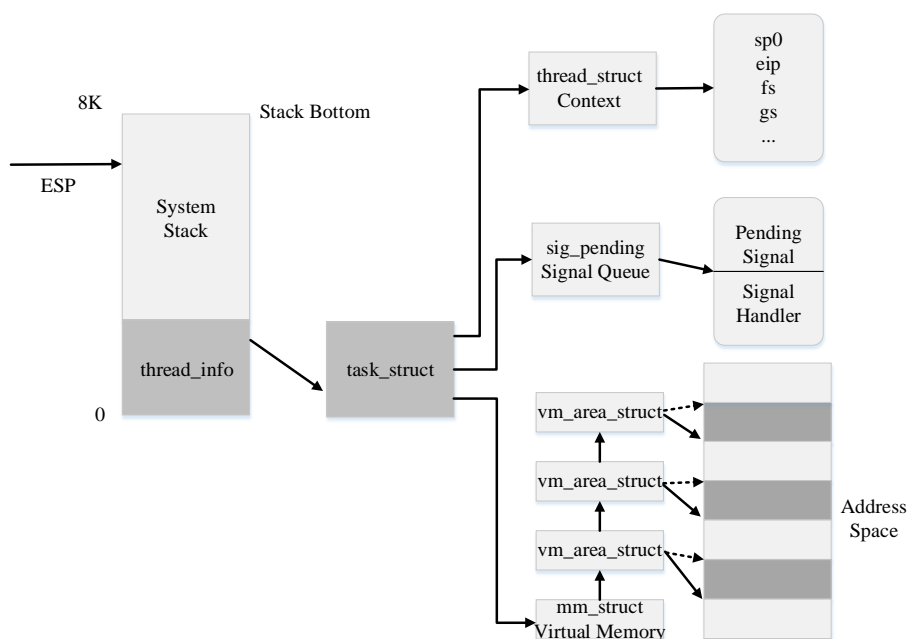 8K
Stack Bottom
ESP
System
Stack
thread_info
0
task_struct
thread_struct
Context
sp0
eip
fs
gs
...
sig_pending
Signal Queue
Pending
Signal
Signal
Handler
vm_area_struct
vm_area_struct
vm_area_struct
mm_struct
Virtual Memory
Address
Space